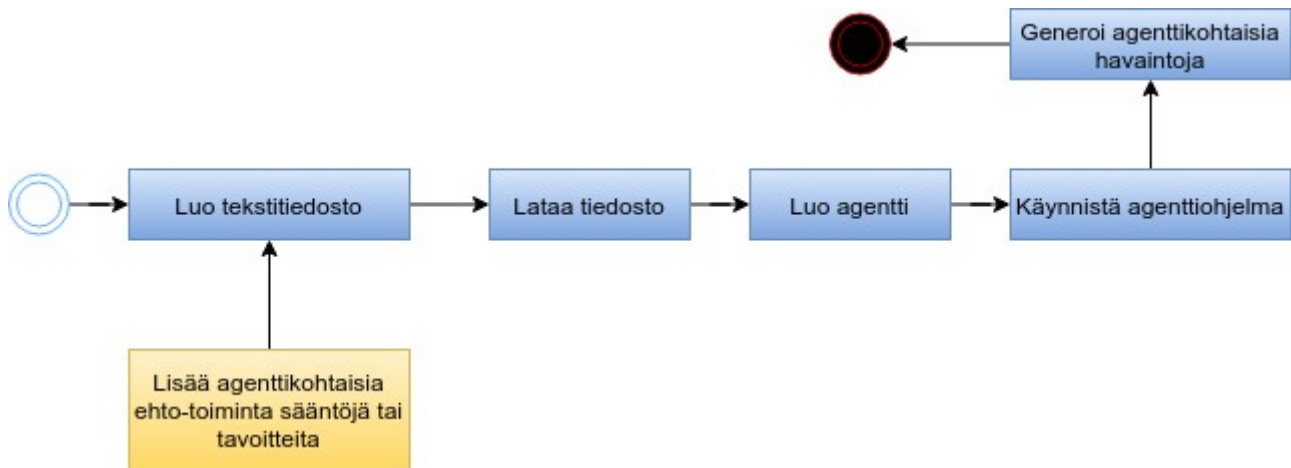 Generoi agenttikohtaisia
havaintoja
Luo tekstitiedosto
Lataa tiedosto
Luo agentti
Käynnistä agenttiohjelma
Lisää agenttikohtaisia
ehto-toiminta sääntöjä tai
tavoitteita